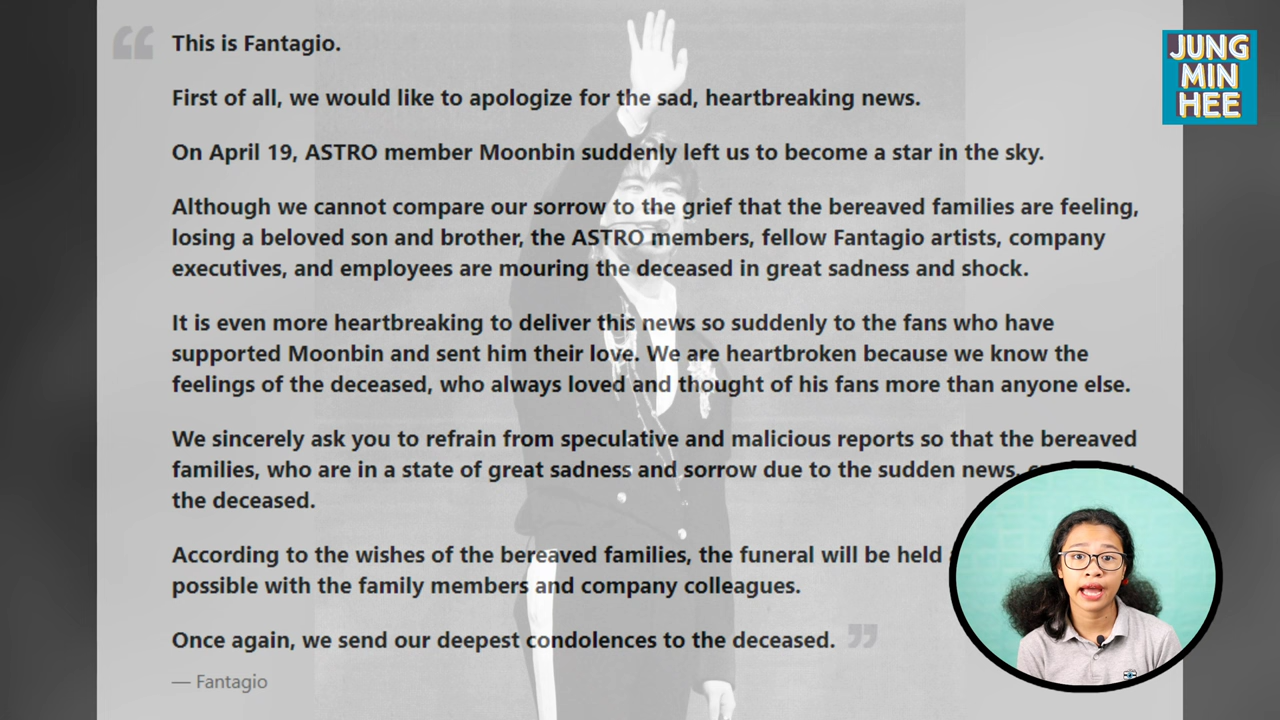 This is Fantagio.
First of all, we would like to apologize for the sad, heartbreaking news.
On April 19, ASTRO member Moonbin suddenly left us to become a star in the sky.
Although we cannot compare our sorrow to the grief that the bereaved families are feeling,
losing a beloved son and brother, the ASTRO members, fellow Fantagio artists, company
executives, and employees are mouring the deceased in great sadness and shock.
It is even more heartbreaking to deliver this news so suddenly to the fans who have
supported Moonbin and sent him their love. We are heartbroken because we know the
feelings of the deceased, who always loved and thought of his fans more than anyone else.
We sincerely ask you to refrain from speculative and malicious reports so that the bereaved
families, who are in a state of great sadness and sorrow due to the sudden news,
the deceased.
According to the wishes of the bereaved families, the funeral will be held
possible with the family members and company colleagues.
Once again, we send our deepest condolences to the deceased.
— Fantagio
JUNG
MIN
HEE